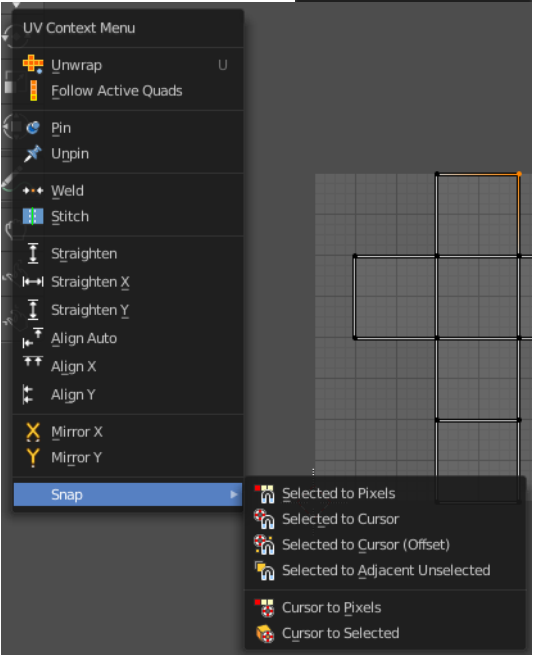 UV Context Menu
Unwrap U
Follow Active Quads
Pin
Unpin
Weld
Stitch
Straighten
Straighten X
Straighten Y
Align Auto
Align X
Align Y
Mirror X
Mirror Y
Snap
Selected to Pixels
Selected to Cursor
Selected to Cursor (Offset)
Selected to Adjacent Unselected
Cursor to Pixels
Cursor to Selected